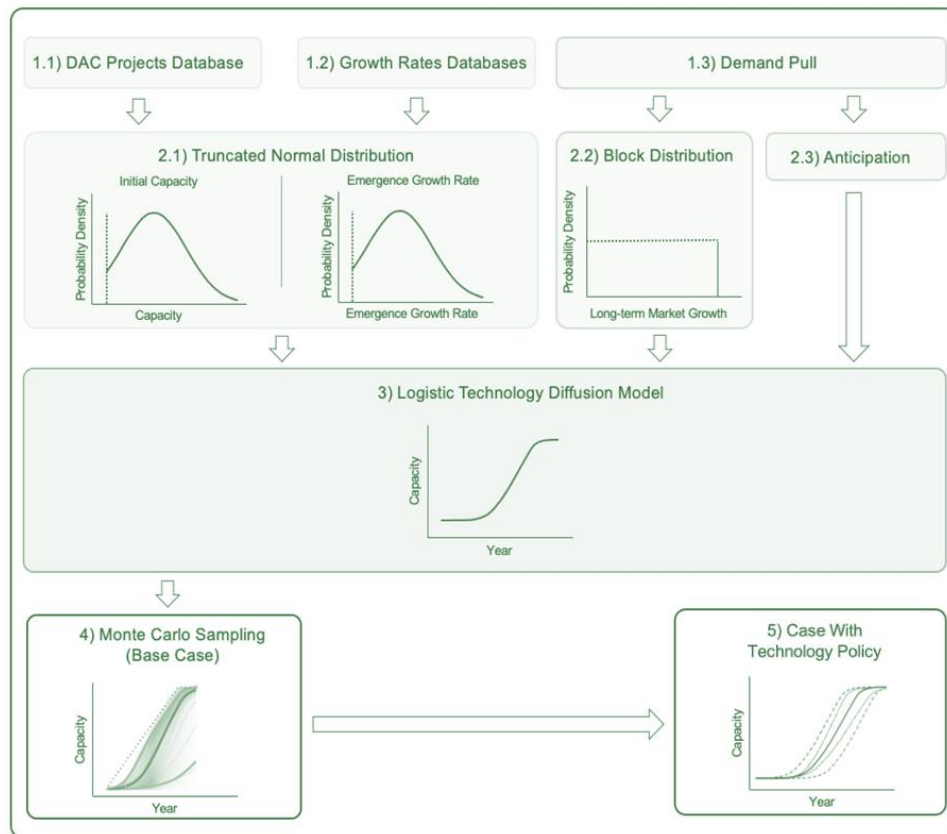 1.1) DAC Projects Database
1.2) Growth Rates Databases
1.3) Demand Pull
2.1) Truncated Normal Distribution
Initial Capacity
Probability Density
Capacity
Emergence Growth Rate
Probability Density
Emergence Growth Rate
2.2) Block Distribution
Probability Density
Long-term Market Growth
2.3) Anticipation
3) Logistic Technology Diffusion Model
Capacity
Year
4) Monte Carlo Sampling
(Base Case)
Capacity
Year
5) Case With
Technology Policy
Capacity
Year